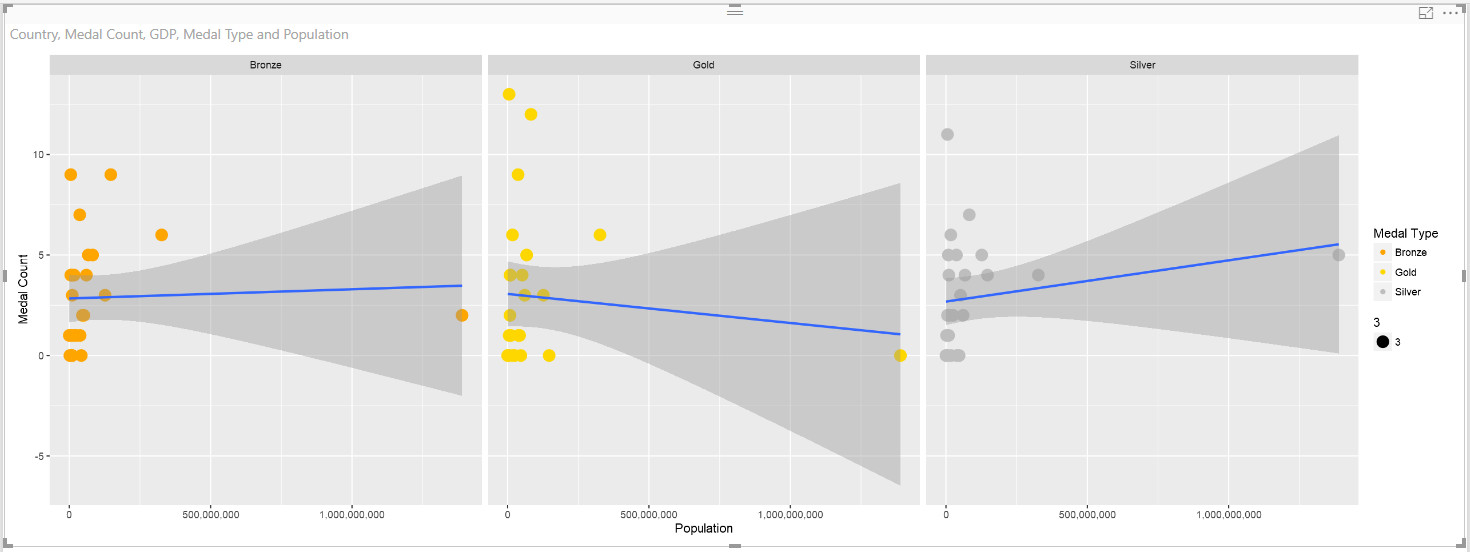 Country, Medal Count, GDP, Medal Type and Population
Bronze Gold Silver
Medal Count
10
5
0
-5
0 500,000,000 1,000,000,000 0 500,000,000 1,000,000,000 0 500,000,000 1,000,000,000
Population
Medal Type
Bronze
Gold
Silver
3
3